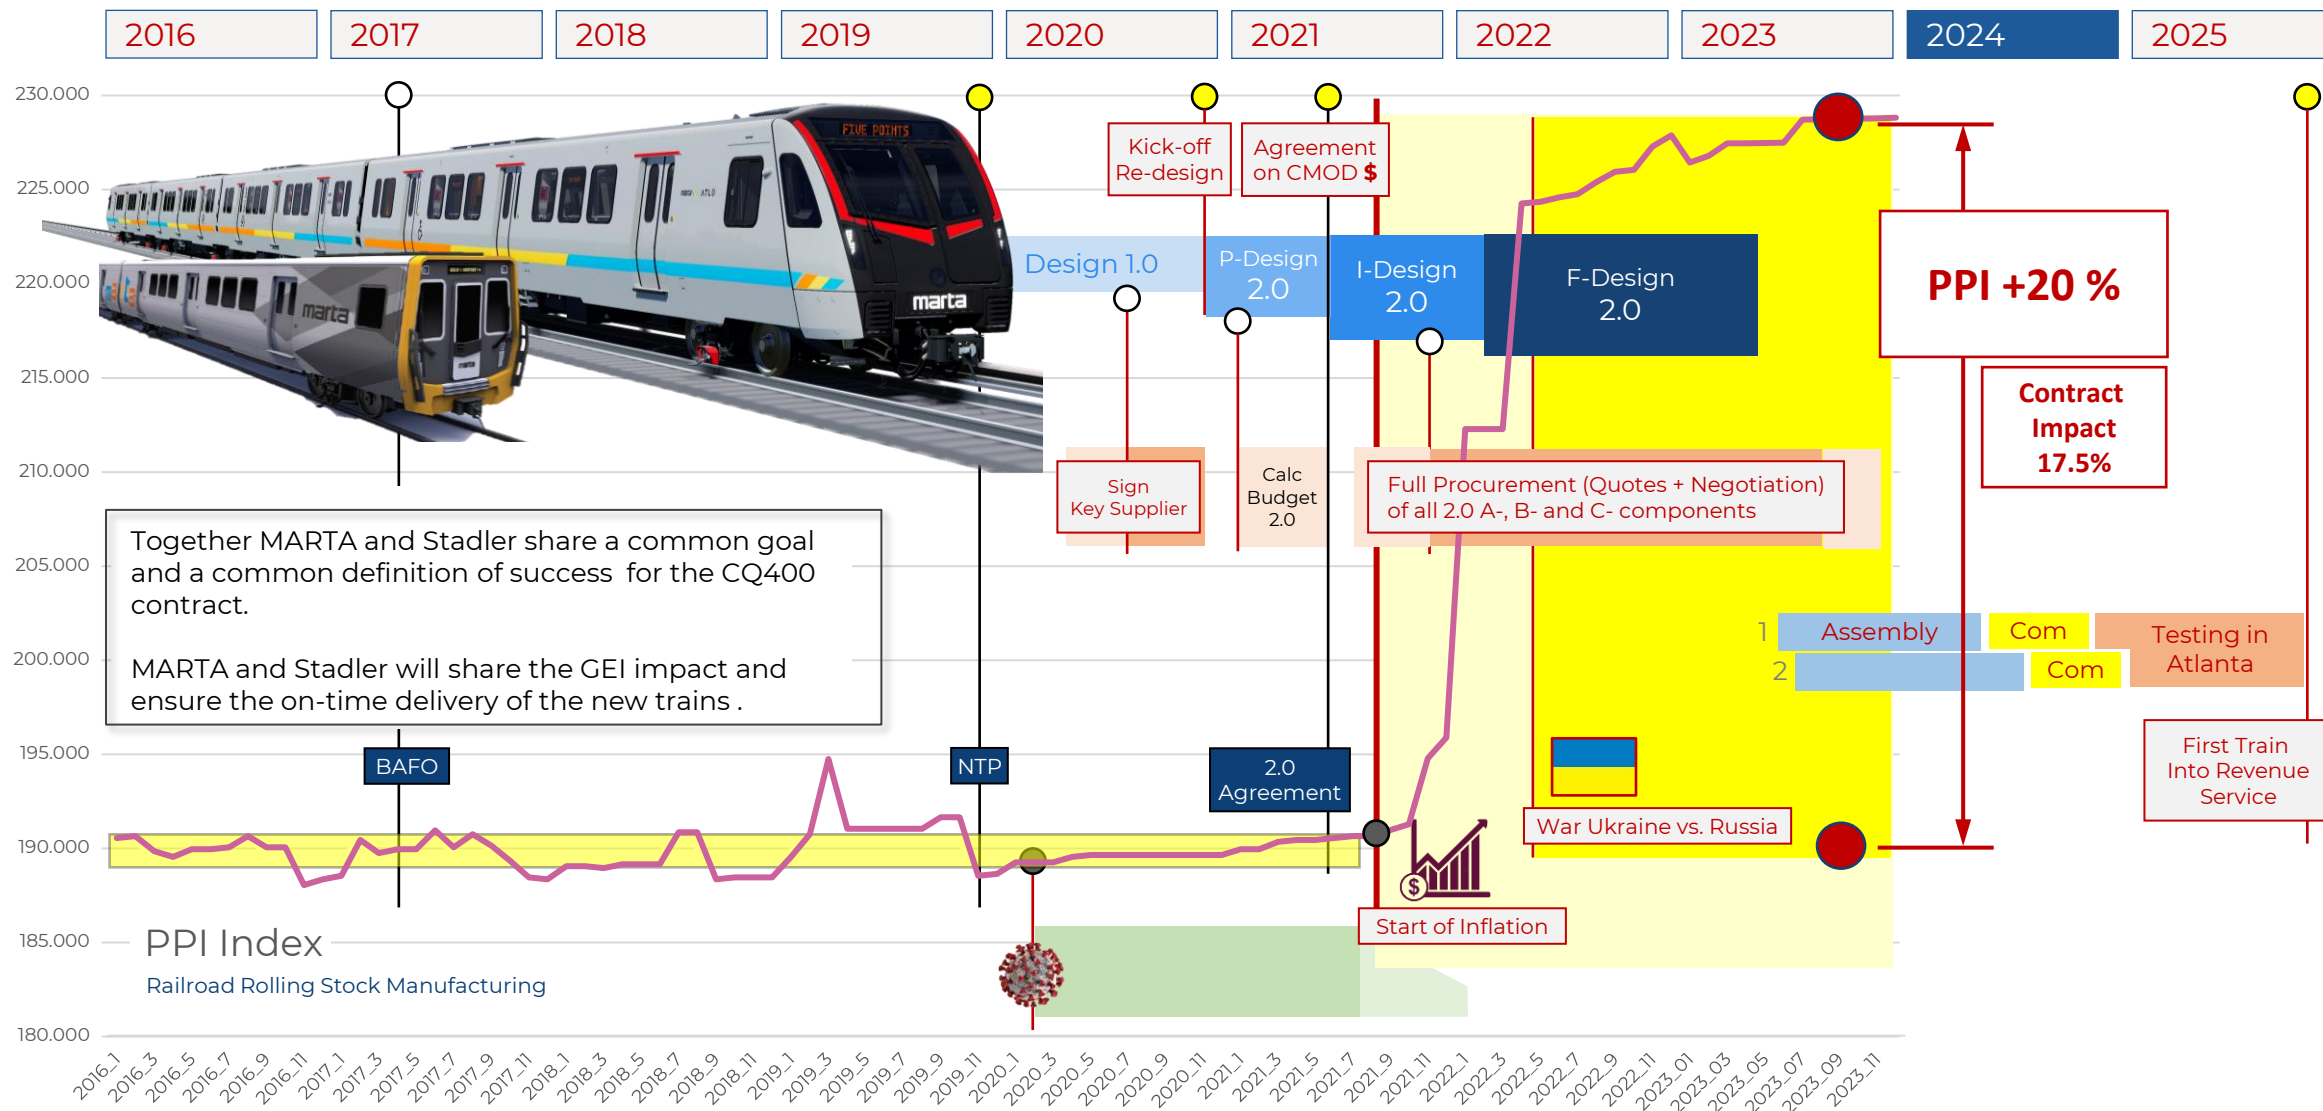 2016
2017
2018
2019
2020
2021
2022
2023
2024
2025
230.000
225.000
220.000
215.000
210.000
205.000
200.000
195.000
190.000
185.000
180.000
FIVE POINTS
marta
marta
marta
Kick-off
Re-design
Agreement
on CMOD $
Design 1.0
P-Design
2.0
I-Design
2.0
F-Design
2.0
PPI +20 %
Contract
Impact
17.5%
Sign
Key Supplier
Calc
Budget
2.0
Full Procurement (Quotes + Negotiation)
of all 2.0 A-, B- and C- components
Together MARTA and Stadler share a common goal
and a common definition of success for the CQ400
contract.
MARTA and Stadler will share the GEI impact and
ensure the on-time delivery of the new trains .
1
Assembly
Com
Testing in
Atlanta
2
Com
BAFO
NTP
2.0
Agreement
First Train
Into Revenue
Service
War Ukraine vs. Russia
$
Start of Inflation
PPI Index
Railroad Rolling Stock Manufacturing
2016_1
2016_3
2016_5
2016_7
2016_9
2016_11
2017_1
2017_3
2017_5
2017_7
2017_9
2017_11
2018_1
2018_3
2018_5
2018_7
2018_9
2018_11
2019_1
2019_3
2019_5
2019_7
2019_9
2019_11
2020_1
2020_3
2020_5
2020_7
2020_9
2020_11
2021_1
2021_3
2021_5
2021_7
2021_9
2021_11
2022_1
2022_3
2022_5
2022_7
2022_9
2022_11
2023_01
2023_03
2023_05
2023_07
2023_09
2023_11